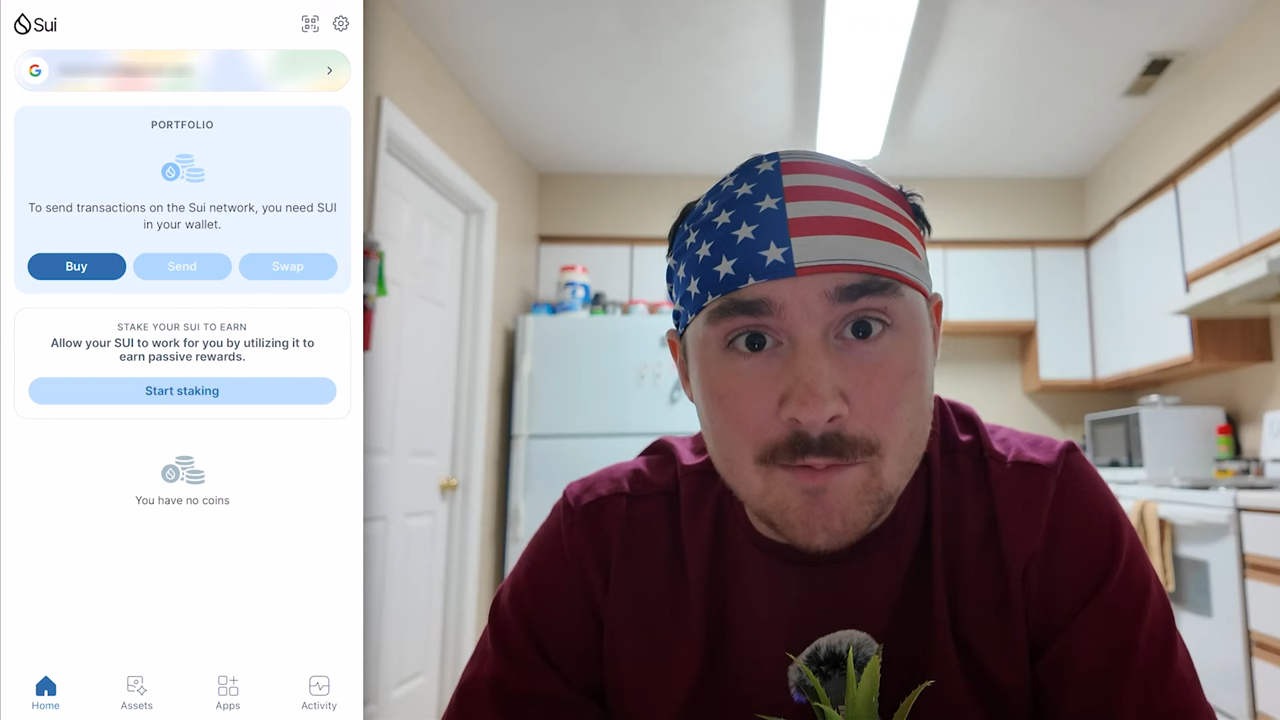 Sui
PORTFOLIO
To send transactions on the Sui network, you need SUI
in your wallet.
Buy
Send
Swap
STAKE YOUR SUI TO EARN
Allow your SUI to work for you by utilizing it to
earn passive rewards.
Start staking
You have no coins
Home
Assets
Apps
Activity